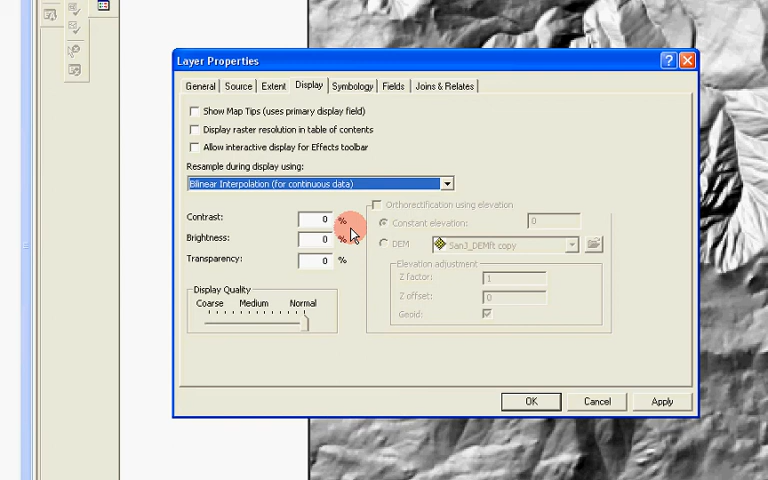 Layer Properties
General Source Extent Display Symbology Fields Joins & Relates
Show Map Tips (uses primary display field)
Display raster resolution in table of contents
Allow interactive display for Effects toolbar
Resample during display using:
Bilinear Interpolation (for continuous data)
Contrast: 0 %
Brightness: 0 %
Transparency: 0 %
Display Quality
Coarse Medium Normal
Orthorectification using elevation
Constant elevation: 0
DEM SanJ_DEMft copy
Elevation adjustment
Z factor: 1
Z offset: 0
Geoid:
OK Cancel Apply